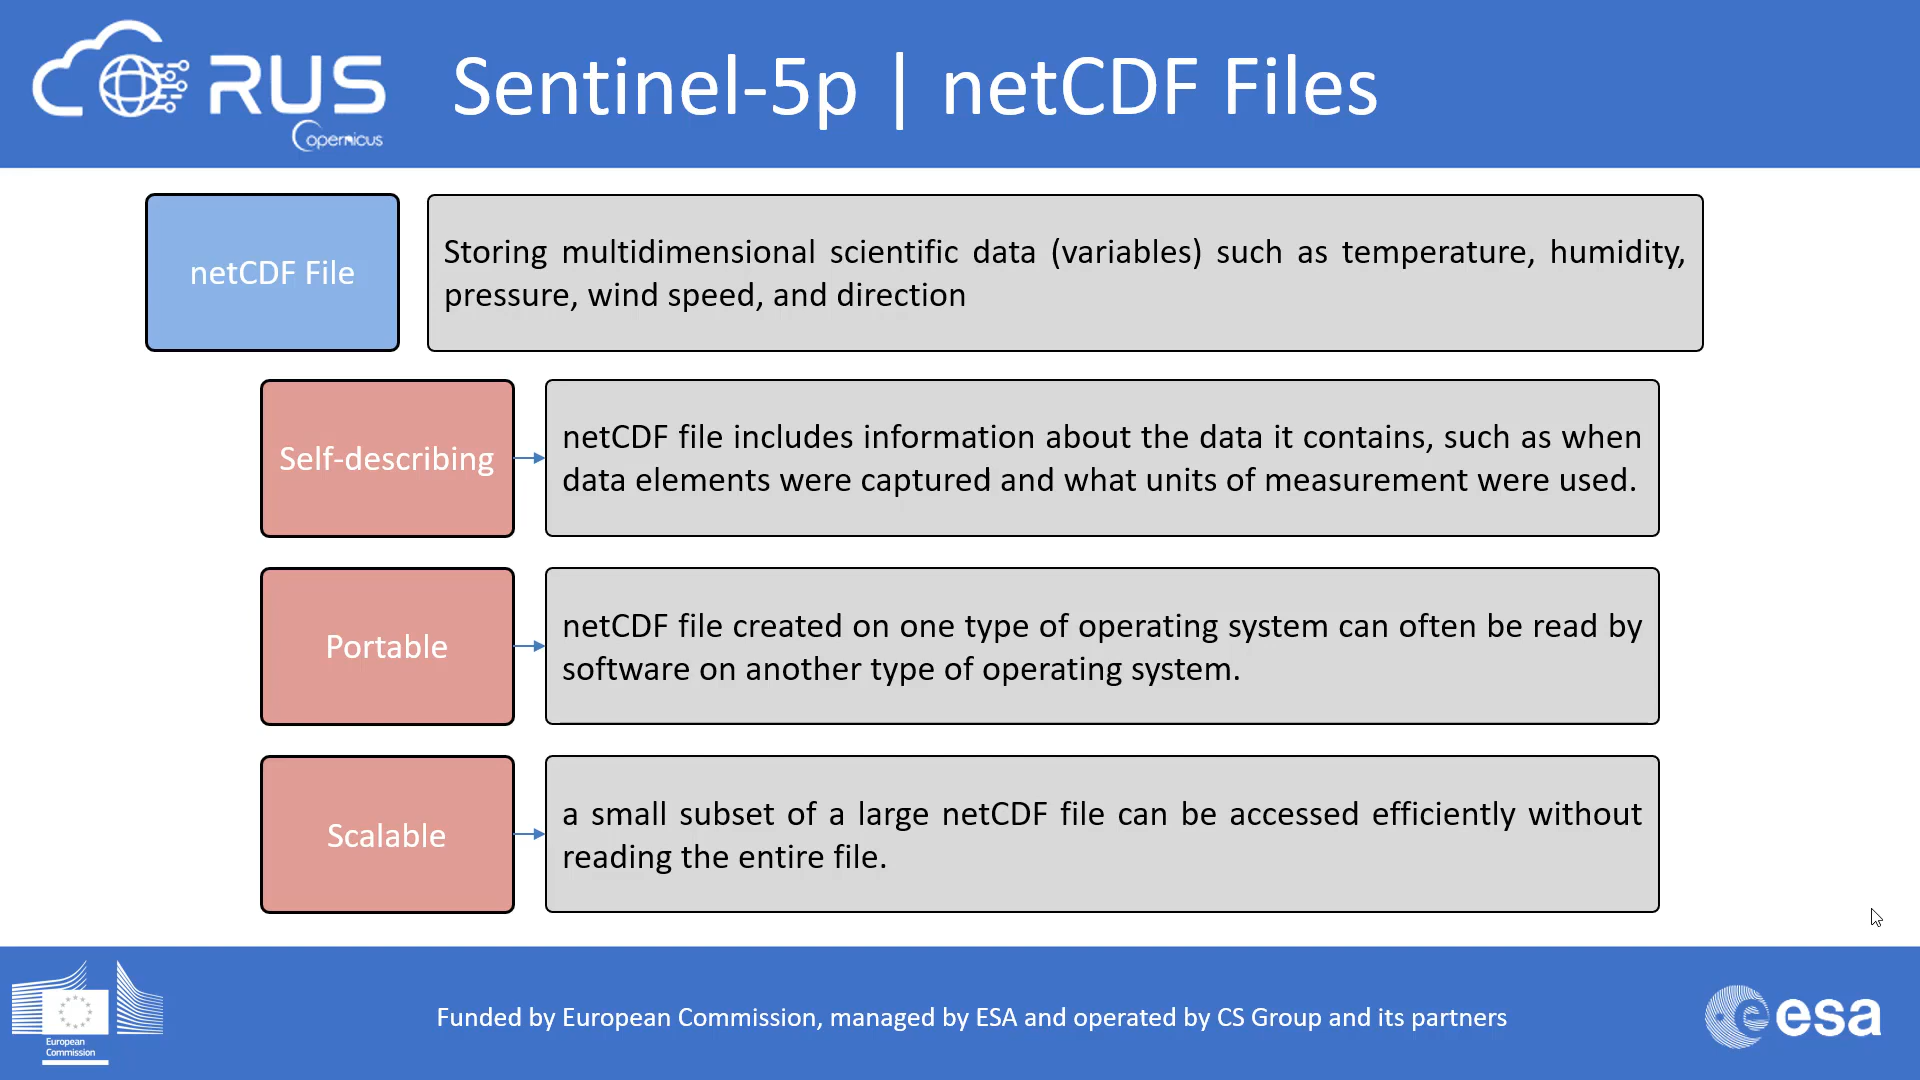 RUS
Copernicus
Sentinel-5p | netCDF Files
netCDF File
Storing multidimensional scientific data (variables) such as temperature, humidity,
pressure, wind speed, and direction
Self-describing
netCDF file includes information about the data it contains, such as when
data elements were captured and what units of measurement were used.
Portable
netCDF file created on one type of operating system can often be read by
software on another type of operating system.
Scalable
a small subset of a large netCDF file can be accessed efficiently without
reading the entire file.
European
Commission
Funded by European Commission, managed by ESA and operated by CS Group and its partners
esa